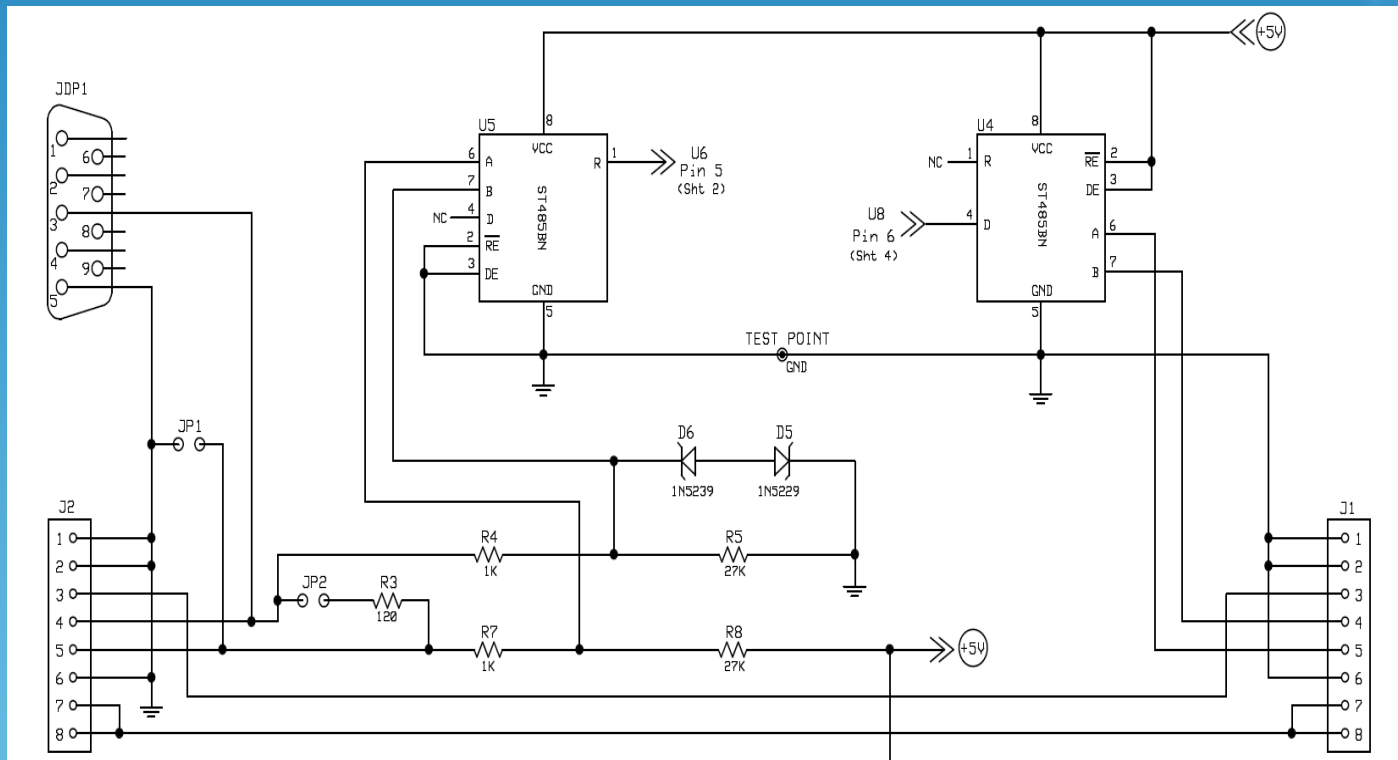 +5V
JDP1
1
6
2
7
3
8
4
9
5
U5
8
VCC
6 A
7 B
NC 4 D
2 RE
3 DE
R 1
ST485BN
GND
5
U6
Pin 5
(Sht 2)
U4
8
VCC
NC 1 R
4 D
RE 2
DE 3
A 6
B 7
ST485BN
GND
5
U8
Pin 6
(Sht 4)
TEST POINT
GND
JP1
D6
1N5239
D5
1N5229
J2
1
2
3
4
5
6
7
8
R4
1K
R5
27K
JP2
R3
120
R7
1K
R8
27K
+5V
J1
1
2
3
4
5
6
7
8